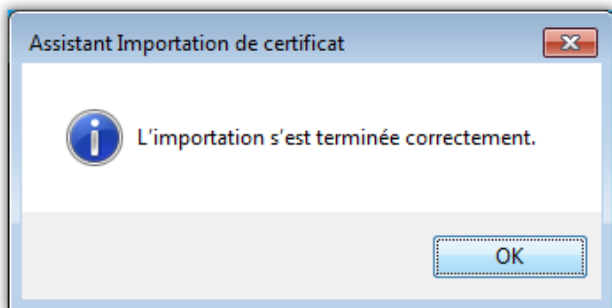 Assistant Importation de certificat
L'importation s'est terminée correctement.
OK